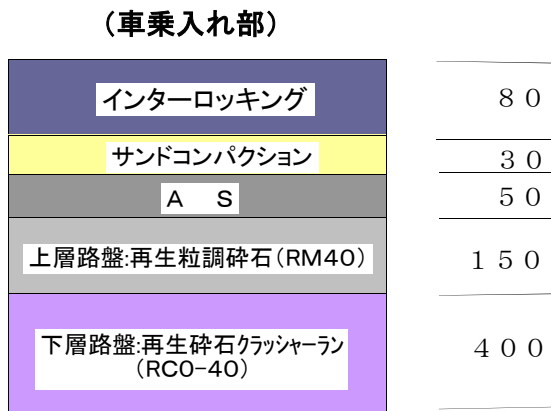 （車乗入れ部）
インターロッキング
８０
サンドコンパクション
３０
Ａ　Ｓ
５０
上層路盤:再生粒調砕石（RM40）
１５０
下層路盤:再生砕石ｸﾗｯｼｬｰﾗﾝ
（RC0-40）
４００